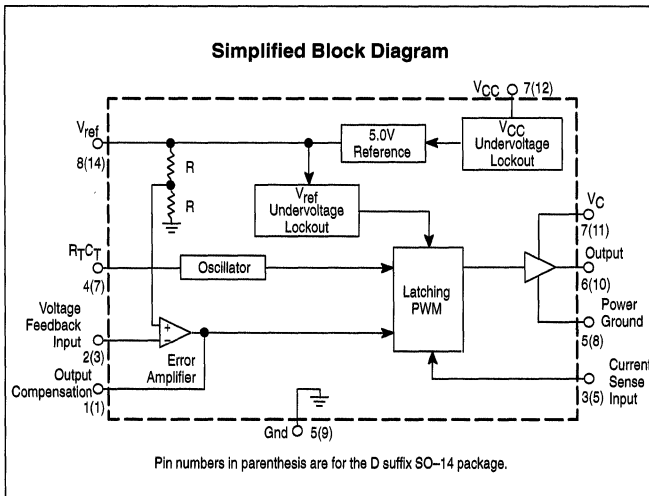 Simplified Block Diagram
VCC 7(12)
Vref
8(14)
5.0V
Reference
VCC
Undervoltage
Lockout
R
R
Vref
Undervoltage
Lockout
VC
7(11)
RTCT
4(7)
Oscillator
Latching
PWM
Output
6(10)
Voltage
Feedback
Input
2(3)
+
−
Error
Amplifier
Power
Ground
5(8)
Output
Compensation
1(1)
Current
Sense
Input
3(5)
Gnd 5(9)
Pin numbers in parenthesis are for the D suffix SO–14 package.